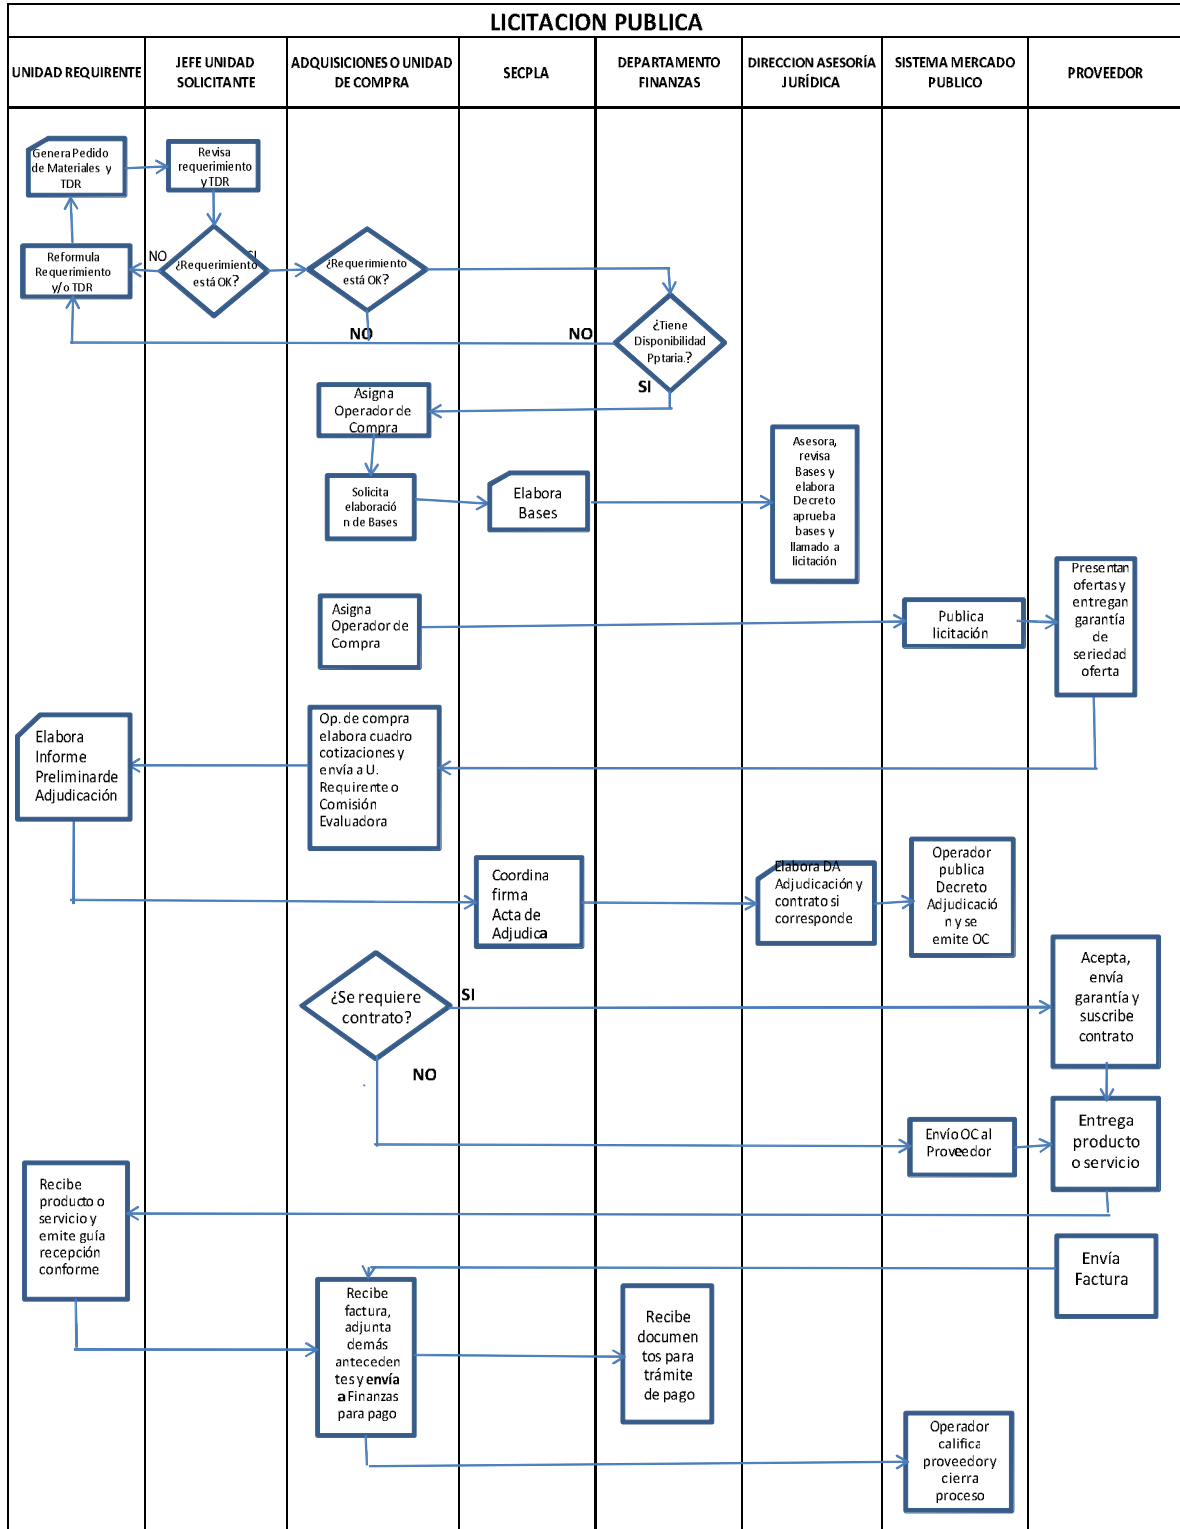 LICITACION PUBLICA
UNIDAD REQUIRENTE
JEFE UNIDAD
SOLICITANTE
ADQUISICIONES O UNIDAD
DE COMPRA
SECPLA
DEPARTAMENTO
FINANZAS
DIRECCION ASESORÍA
JURÍDICA
SISTEMA MERCADO
PUBLICO
PROVEEDOR
Genera Pedido
de Materiales y
TDR
Revisa
requerimiento
y TDR
Reformula
Requerimiento
y/o TDR
NO
¿Requerimiento
está OK?
SI
¿Requerimiento
está OK?
NO
NO
¿Tiene
Disponibilidad
Pptaria.?
SI
Asigna
Operador de
Compra
Solicita
elaboració
n de Bases
Elabora
Bases
Asesora,
revisa
Bases y
elabora
Decreto
aprueba
bases y
llamado a
licitación
Asigna
Operador de
Compra
Publica
licitación
Presentan
ofertas y
entregan
garantía
de
seriedad
oferta
Elabora
Informe
Preliminar de
Adjudicación
Op. de compra
elabora cuadro
cotizaciones y
envía a U.
Requirente o
Comisión
Evaluadora
Coordina
firma
Acta de
Adjudica
Elabora DA
Adjudicación y
contrato si
corresponde
Operador
publica
Decreto
Adjudicació
n y se
emite OC
¿Se requiere
contrato?
SI
NO
Acepta,
envía
garantía y
suscribe
contrato
Envío OC al
Proveedor
Entrega
producto
o servicio
Recibe
producto o
servicio y
emite guía
recepción
conforme
Envía
Factura
Recibe
factura,
adjunta
demás
anteceden
tes y envía
a Finanzas
para pago
Recibe
documen
tos para
trámite
de pago
Operador
califica
proveedor y
cierra
proceso